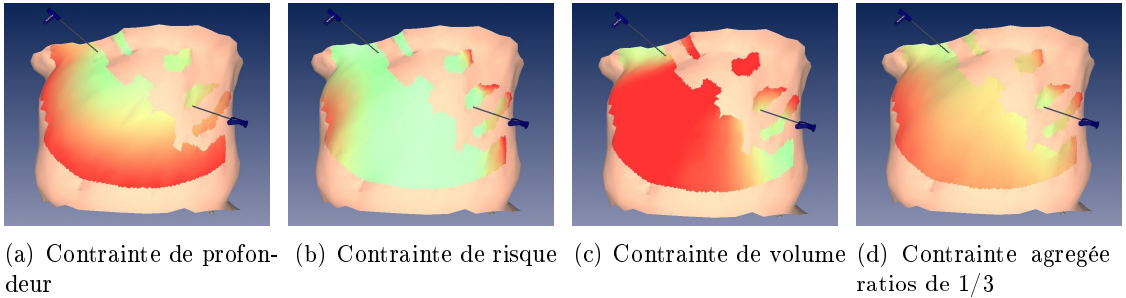 (a) Contrainte de profon-
deur
(b) Contrainte de risque
(c) Contrainte de volume
(d) Contrainte agregée
ratios de 1/3